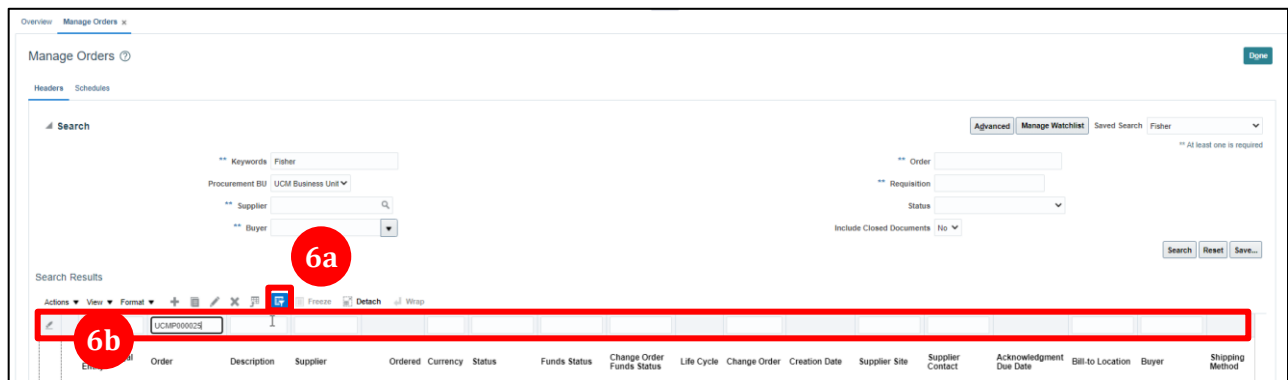 Overview Manage Orders x
Manage Orders ?
Done
Headers Schedules
Search
Advanced Manage Watchlist Saved Search Fisher
** At least one is required
** Keywords Fisher
** Order
Procurement BU UCM Business Unit
** Requisition
** Supplier
Status
** Buyer
Include Closed Documents No
6a
Search Reset Save...
Search Results
Actions View Format Freeze Detach Wrap
UCMP000025
6b
Order Description Supplier Ordered Currency Status Funds Status Change Order Funds Status Life Cycle Change Order Creation Date Supplier Site Supplier Contact Acknowledgment Due Date Bill-to Location Buyer Shipping Method